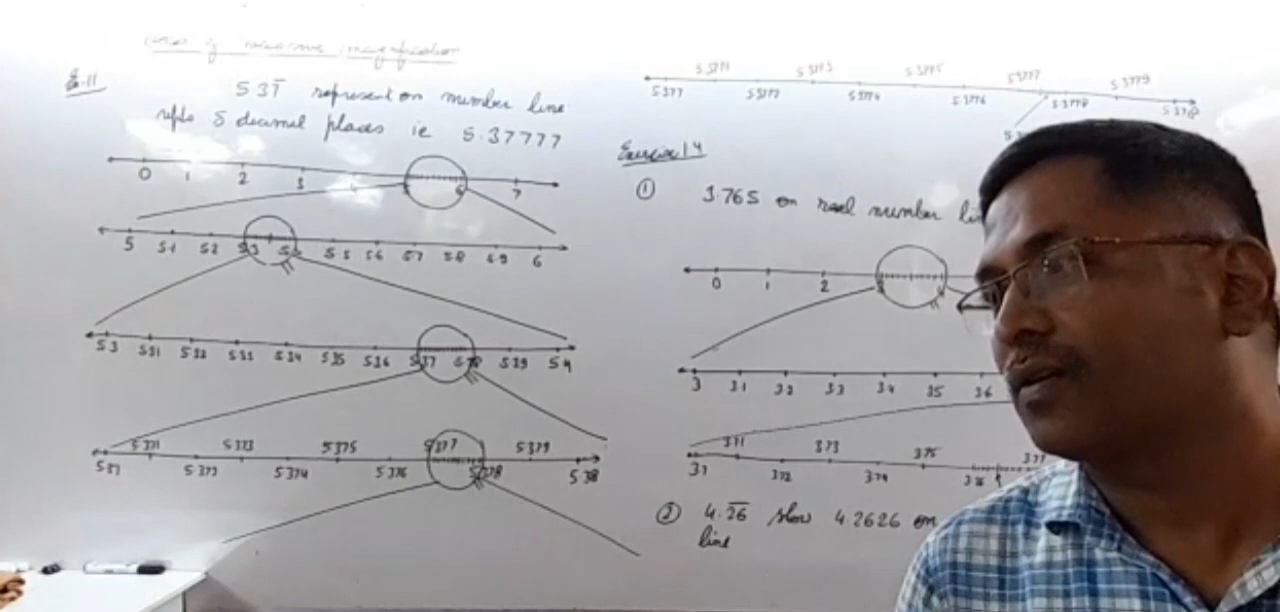 Ex.11
5.37̅ represent on number line
upto 5 decimal places ie 5.37777
0 1 2 3 6 7
5 5.1 5.2 5.3 5.4 5.5 5.6 5.7 5.8 5.9 6
5.3 5.31 5.32 5.33 5.34 5.35 5.36 5.37 5.38 5.39 5.4
5.371 5.373 5.375 5.377 5.379
5.37 5.372 5.374 5.376 5.378 5.38
5.3771 5.3773 5.3775 5.3777 5.3779
5.377 5.3772 5.3774 5.3776 5.3778 5.378
Exercise 1.4
① 3.765 on real number
0 1 2 3 4
3 3.1 3.2 3.3 3.4 3.5 3.6
3.71 3.73 3.75 3.77
3.7 3.72 3.74 3.76
② 4.2̅6̅ show 4.2626 on
line